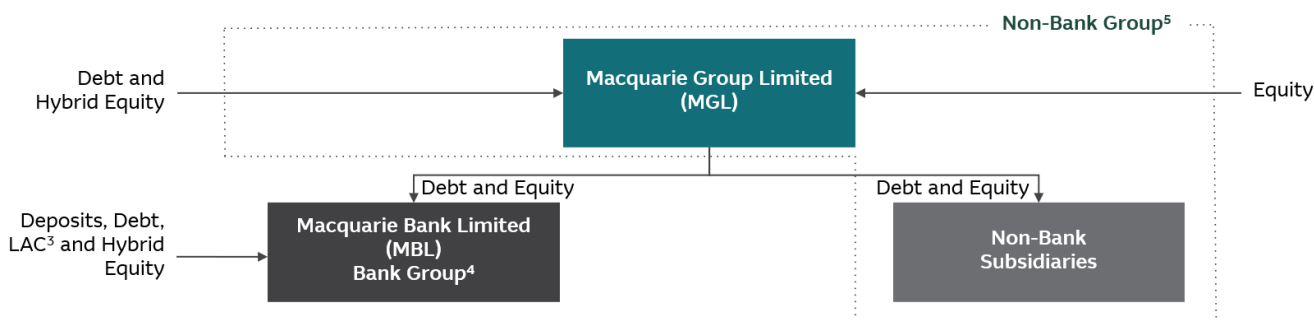 Non-Bank Group⁵
Debt and
Hybrid Equity
Macquarie Group Limited
(MGL)
Equity
Debt and Equity
Debt and Equity
Deposits, Debt,
LAC³ and Hybrid
Equity
Macquarie Bank Limited
(MBL)
Bank Group⁴
Non-Bank
Subsidiaries